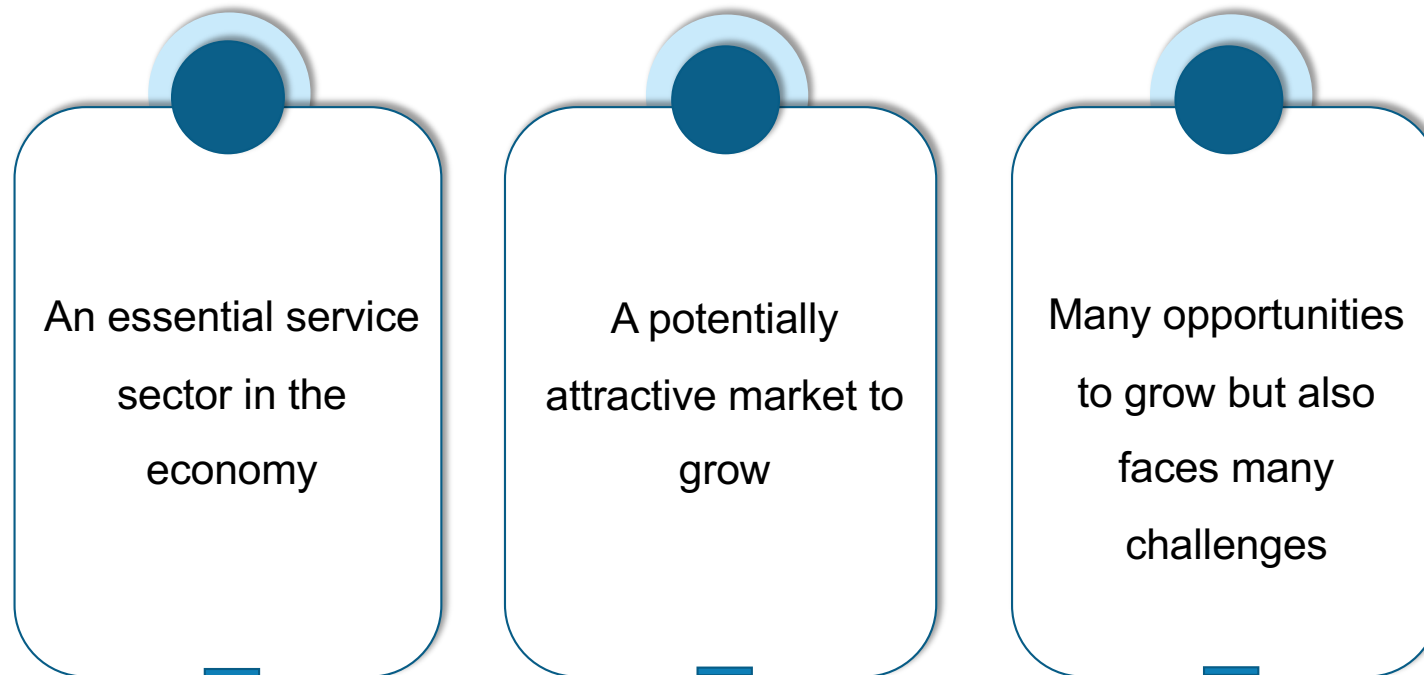 An essential service
sector in the
economy
A potentially
attractive market to
grow
Many opportunities
to grow but also
faces many
challenges